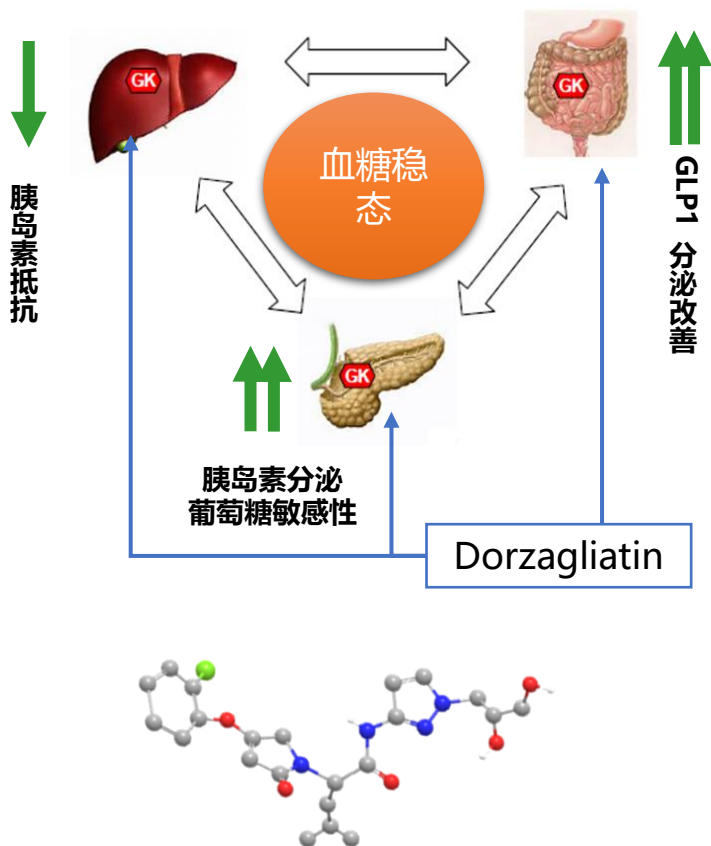 GK
GK
血糖稳
态
胰岛素抵抗
GLP1 分泌改善
GK
胰岛素分泌
葡萄糖敏感性
Dorzagliatin